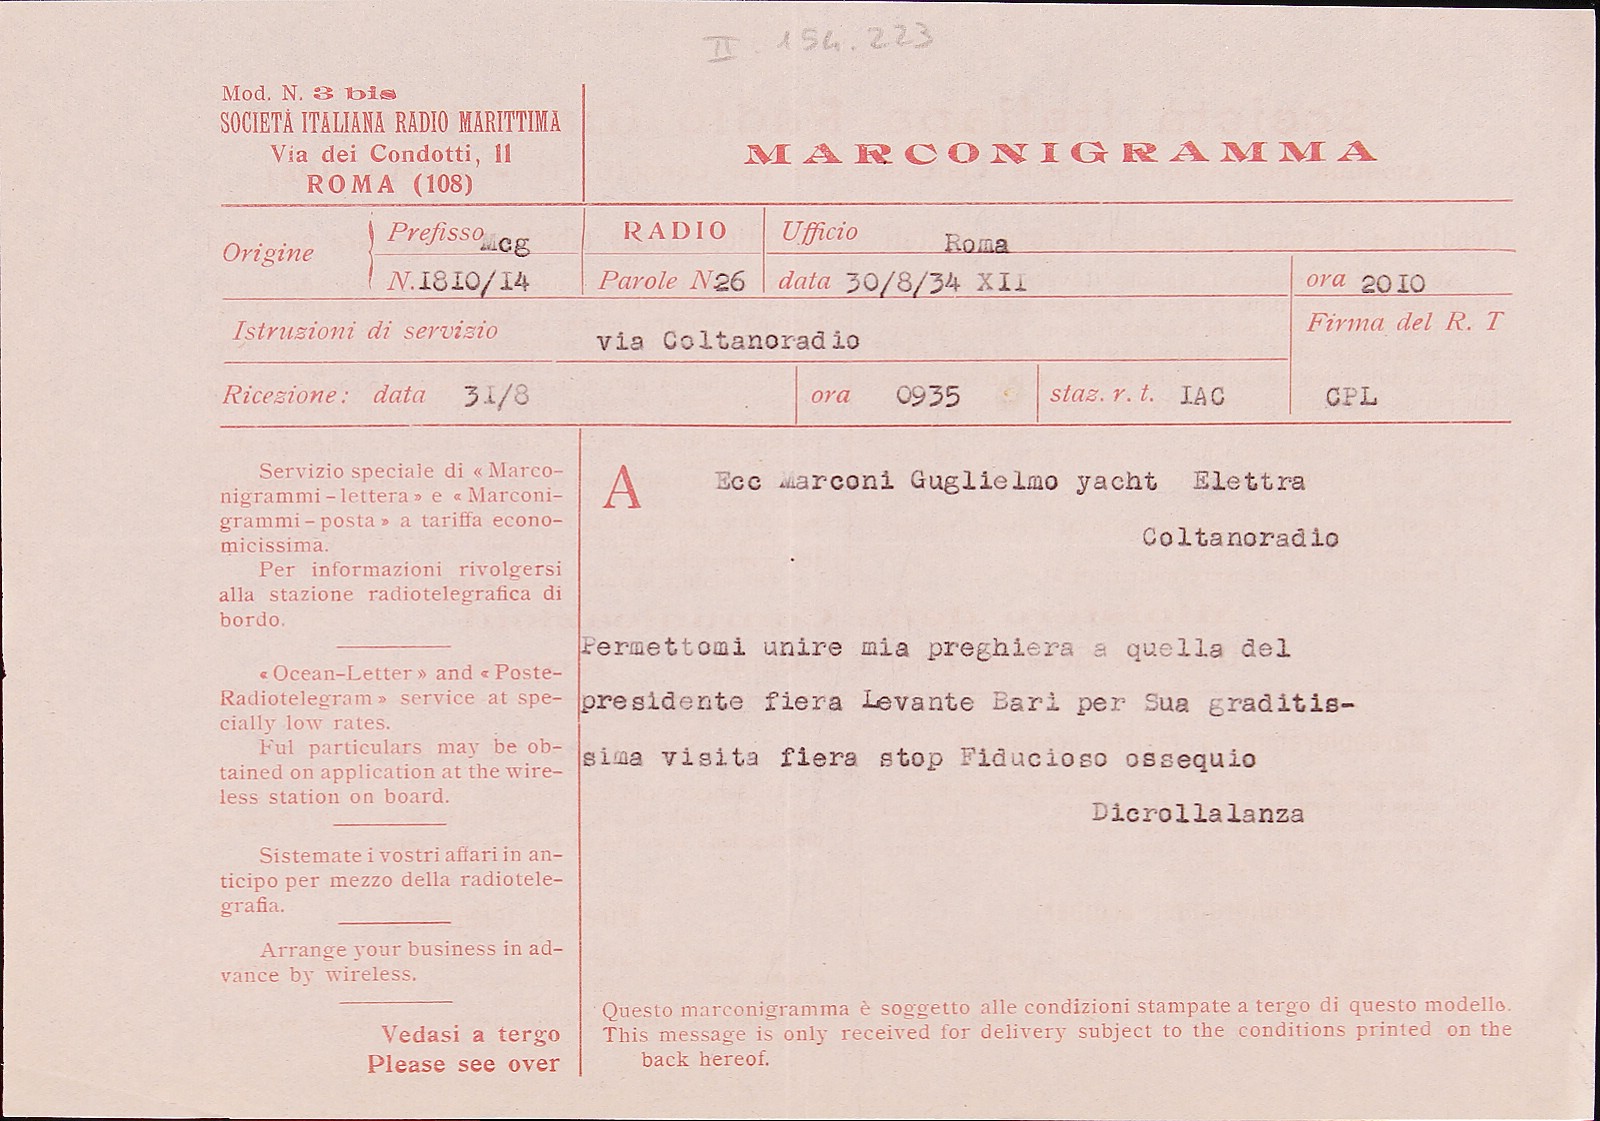 II. 154.223
Mod. N. 3 bis
SOCIETÀ ITALIANA RADIO MARITTIMA
Via dei Condotti, 11
ROMA (108)
MARCONIGRAMMA
Origine
Prefisso Mcg
N. 1810/14
RADIO
Parole N 26
Ufficio Roma
data 30/8/34 XII
ora 2010
Istruzioni di servizio via Coltanoradio
Firma del R. T
CPL
Ricezione: data 31/8
ora 0935
staz. r. t. IAC
Servizio speciale di « Marco-
nigrammi - lettera » e « Marconi-
grammi - posta » a tariffa econo-
micissima.
Per informazioni rivolgersi
alla stazione radiotelegrafica di
bordo.
« Ocean-Letter » and « Poste-
Radiotelegram » service at spe-
cially low rates.
Ful particulars may be ob-
tained on application at the wire-
less station on board.
Sistemate i vostri affari in an-
ticipo per mezzo della radiotele-
grafia.
Arrange your business in ad-
vance by wireless.
Vedasi a tergo
Please see over
A Ecc Marconi Guglielmo yacht Elettra
Coltanoradio
Permettomi unire mia preghiera a quella del
presidente fiera Levante Bari per Sua graditis-
sima visita fiera stop Fiducioso ossequio
Dicrollalanza
Questo marconigramma è soggetto alle condizioni stampate a tergo di questo modello.
This message is only received for delivery subject to the conditions printed on the
back hereof.